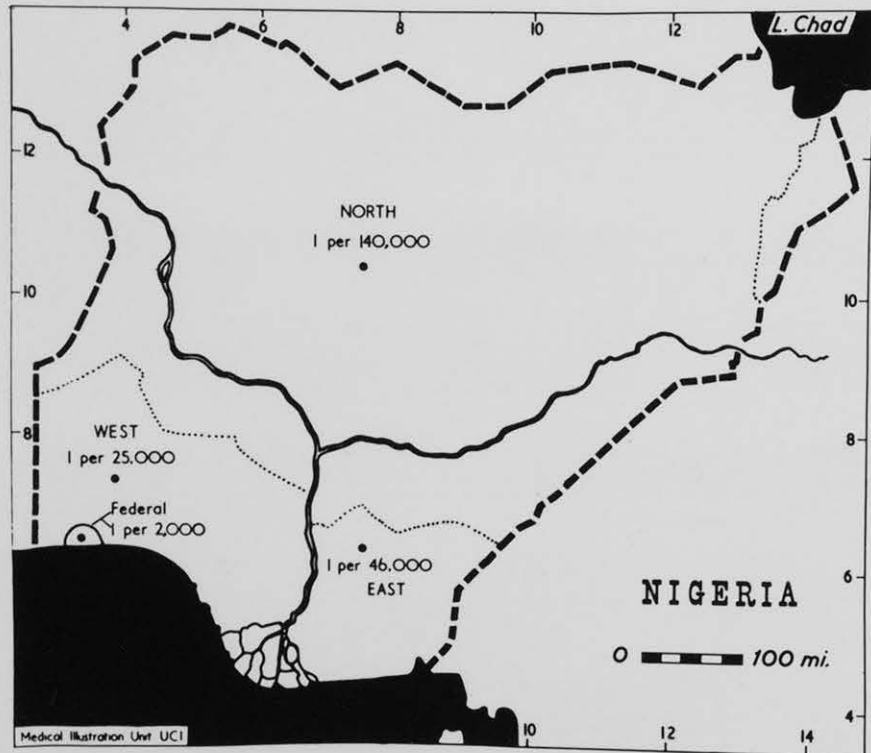 4 6 8 10 12
L. Chad
12
NORTH
1 per 140,000
10
10
WEST
1 per 25,000
8
8
Federal
1 per 2,000
1 per 46,000
EAST
6
NIGERIA
0 100 mi.
4
Medical Illustration Unit UCI
10 12 14